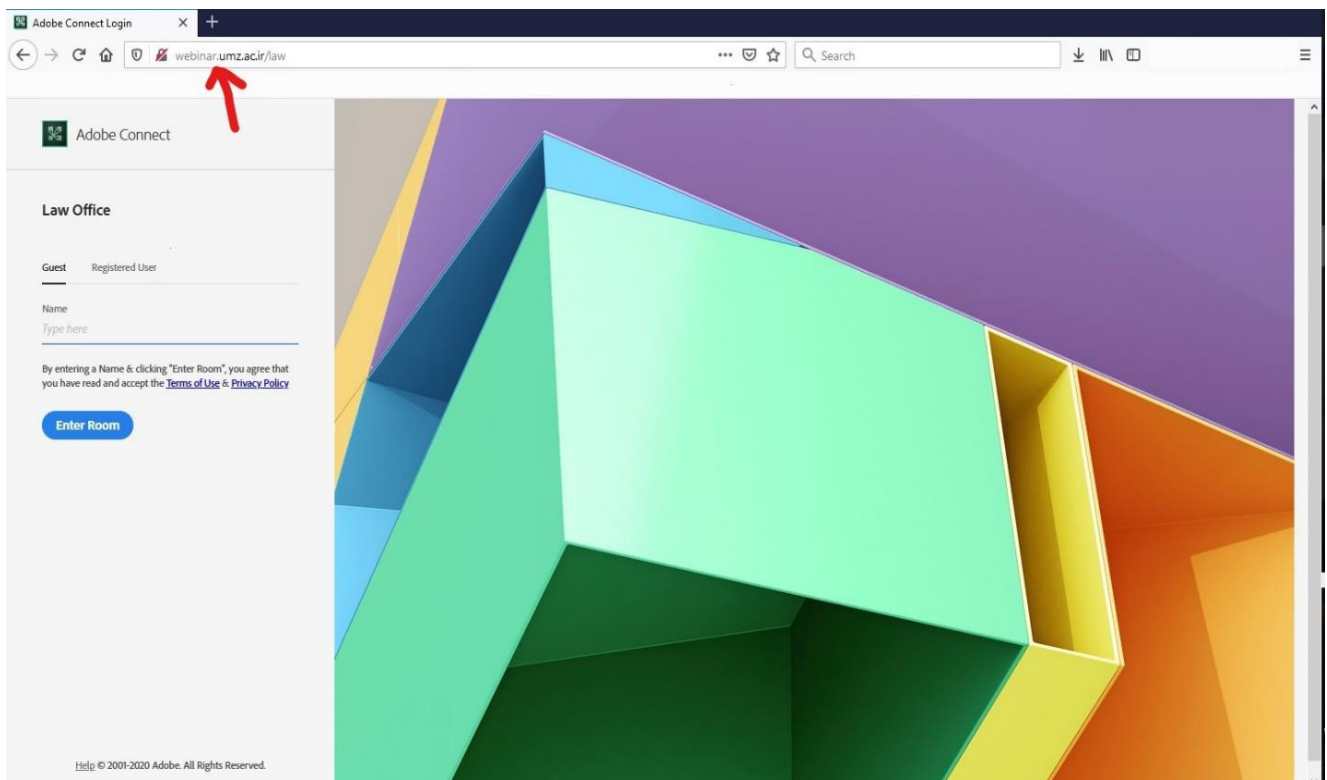 Adobe Connect Login
webinar.umz.ac.ir/law
Search
Adobe Connect
Law Office
Guest Registered User
Name
Type here
By entering a Name & clicking "Enter Room", you agree that
you have read and accept the Terms of Use & Privacy Policy
Enter Room
Help © 2001-2020 Adobe. All Rights Reserved.